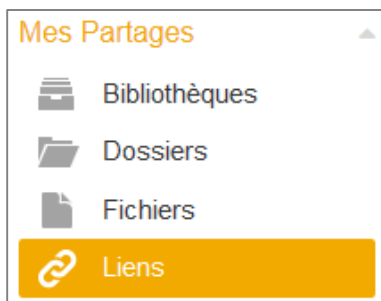 Mes Partages
Bibliothèques
Dossiers
Fichiers
Liens